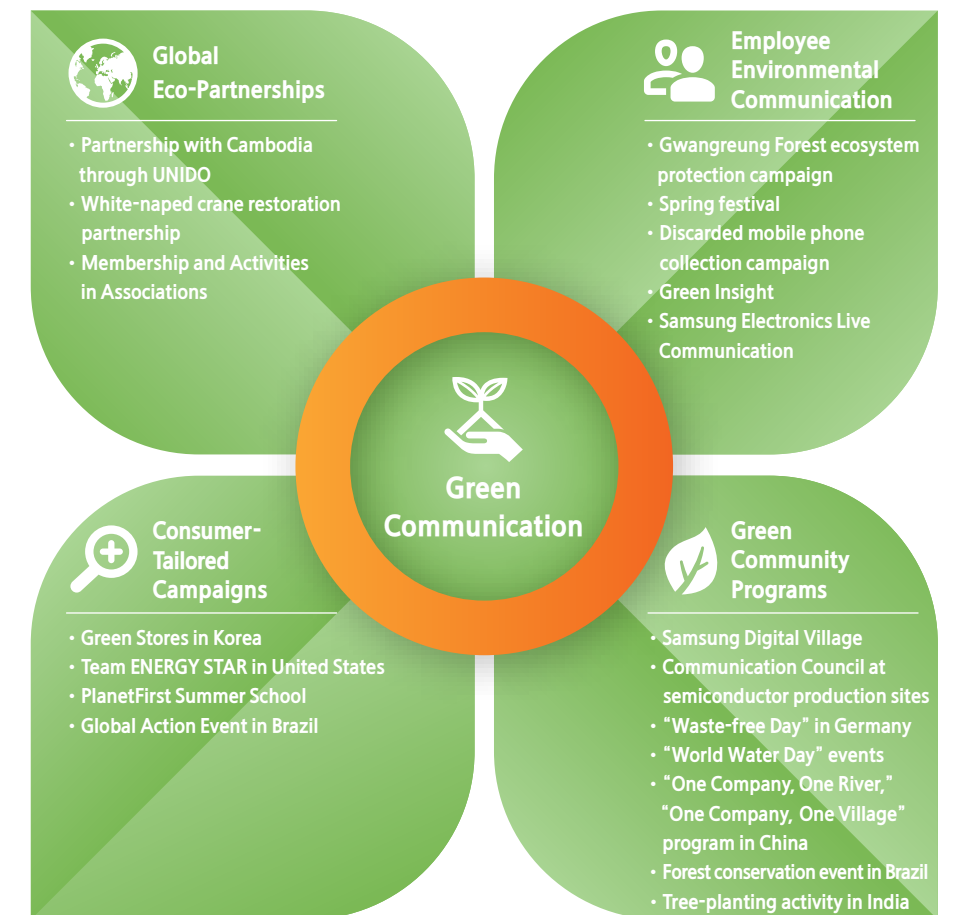 Global
Eco-Partnerships
· Partnership with Cambodia
through UNIDO
· White-naped crane restoration
partnership
· Membership and Activities
in Associations
Employee
Environmental
Communication
· Gwangreung Forest ecosystem
protection campaign
· Spring festival
· Discarded mobile phone
collection campaign
· Green Insight
· Samsung Electronics Live
Communication
Green
Communication
Consumer-
Tailored
Campaigns
· Green Stores in Korea
· Team ENERGY STAR in United States
· PlanetFirst Summer School
· Global Action Event in Brazil
Green
Community
Programs
· Samsung Digital Village
· Communication Council at
semiconductor production sites
· “Waste-free Day" in Germany
· “World Water Day" events
· “One Company, One River,"
“One Company, One Village"
program in China
· Forest conservation event in Brazil
· Tree-planting activity in India